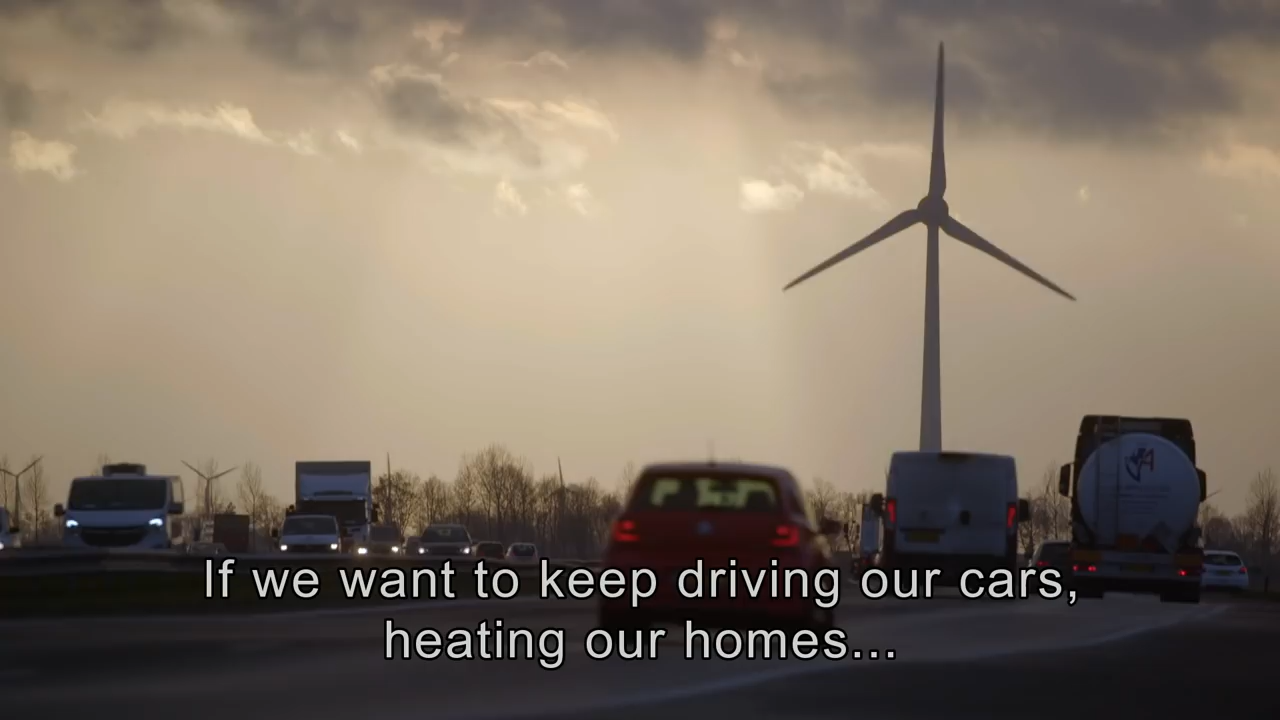 If we want to keep driving our cars,
heating our homes...